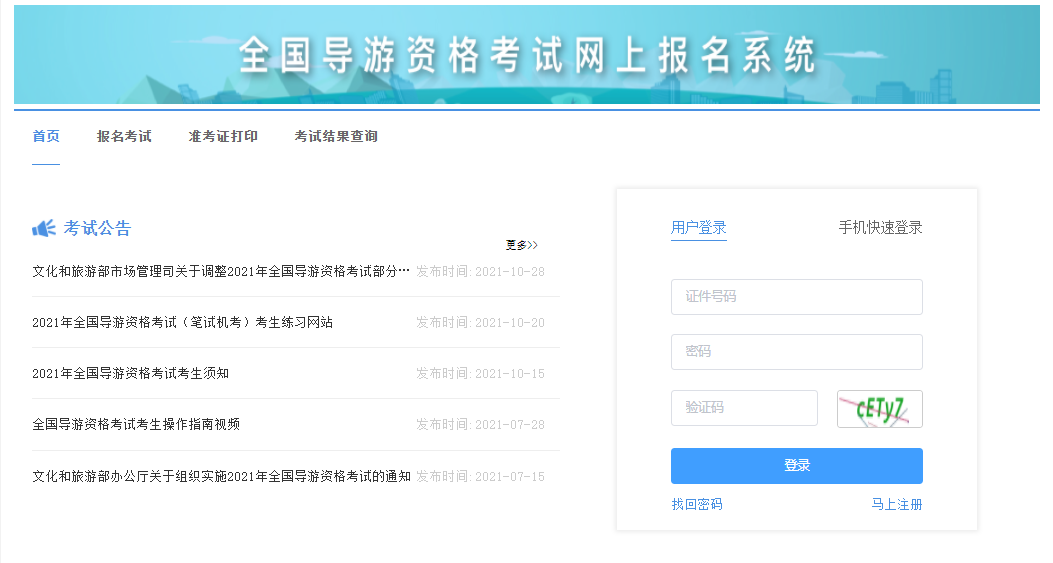 全国导游资格考试网上报名系统
首页 报名考试 准考证打印 考试结果查询
考试公告
更多>>
文化和旅游部市场管理司关于调整2021年全国导游资格考试部分… 发布时间: 2021-10-28
2021年全国导游资格考试（笔试机考）考生练习网站 发布时间: 2021-10-20
2021年全国导游资格考试考生须知 发布时间: 2021-10-15
全国导游资格考试考生操作指南视频 发布时间: 2021-07-28
文化和旅游部办公厅关于组织实施2021年全国导游资格考试的通知 发布时间: 2021-07-15
用户登录 手机快速登录
证件号码
密码
验证码 cETy7
登录
找回密码 马上注册